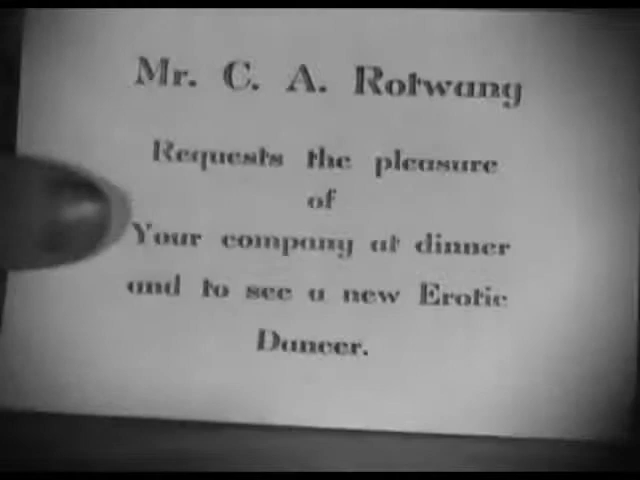 Mr. C. A. Rotwang
Requests the pleasure
of
Your company at dinner
and to see a new Erotic
Dancer.